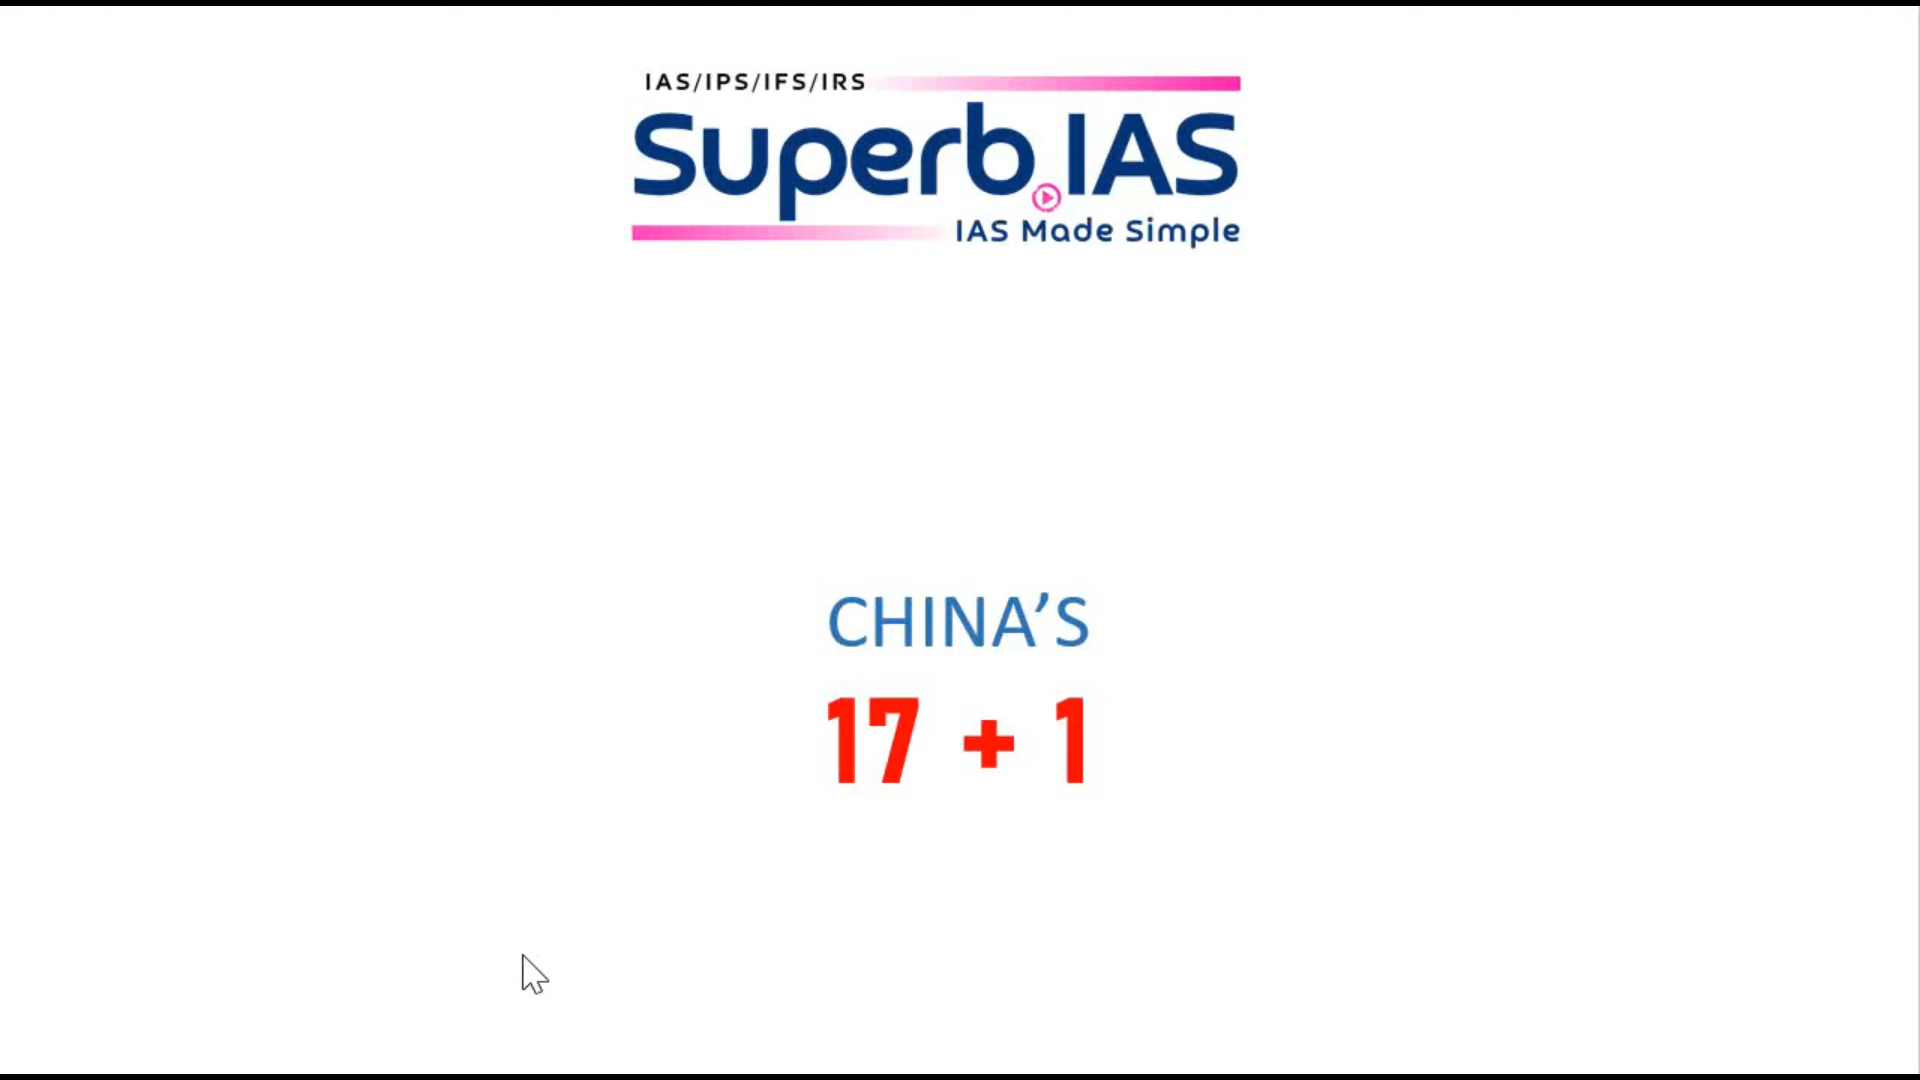 IAS/IPS/IFS/IRS
Superb IAS
IAS Made Simple
CHINA’S
17 + 1